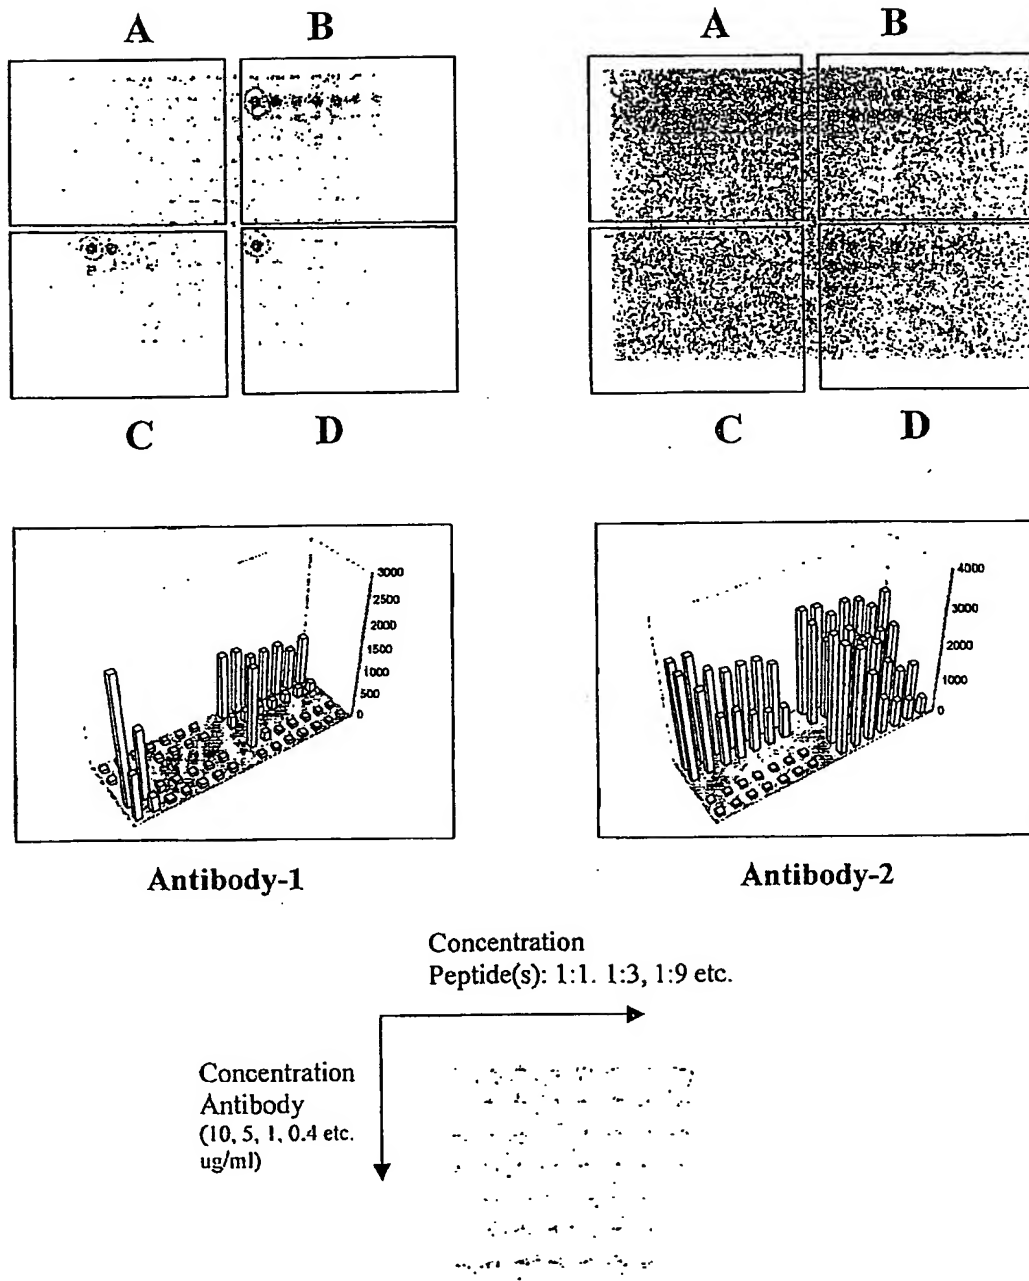 A B
A B
C D
C D
3000
2500
2000
1500
1000
500
0
4000
3000
2000
1000
0
Antibody-1
Antibody-2
Concentration
Peptide(s): 1:1. 1:3, 1:9 etc.
Concentration
Antibody
(10, 5, 1, 0.4 etc.
ug/ml)